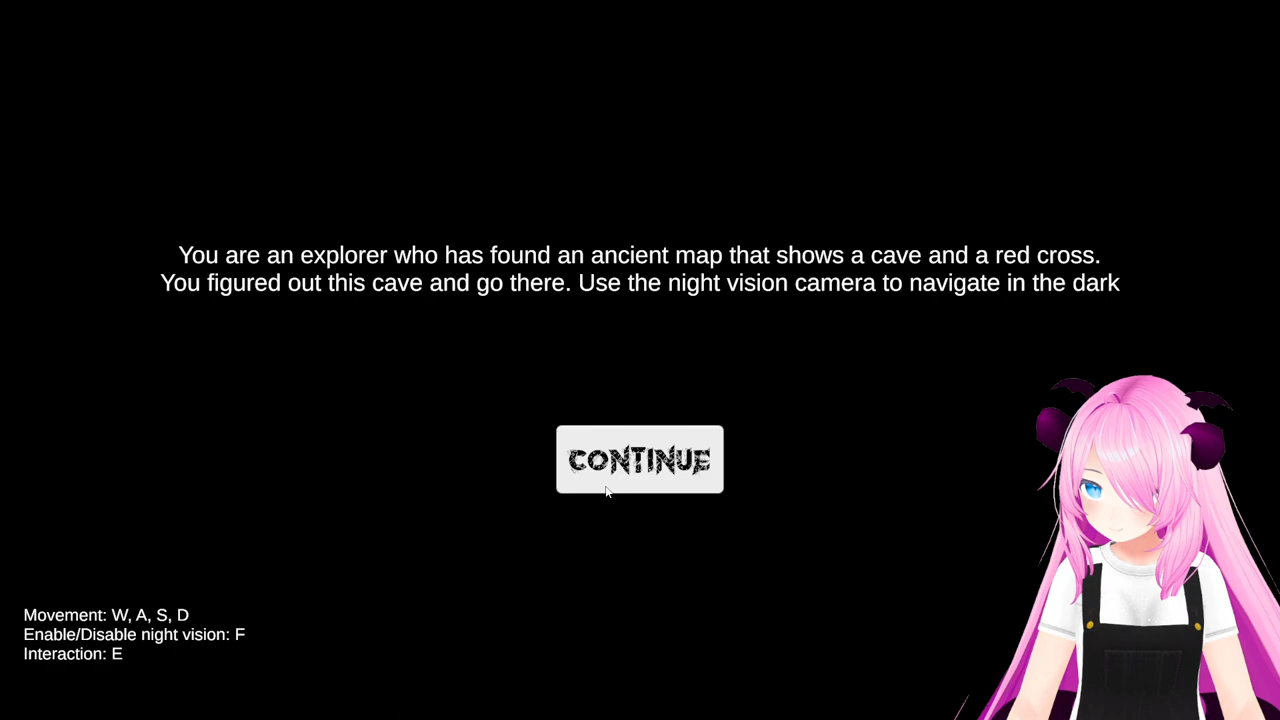 You are an explorer who has found an ancient map that shows a cave and a red cross.
You figured out this cave and go there. Use the night vision camera to navigate in the dark
CONTINUE
Movement: W, A, S, D
Enable/Disable night vision: F
Interaction: E